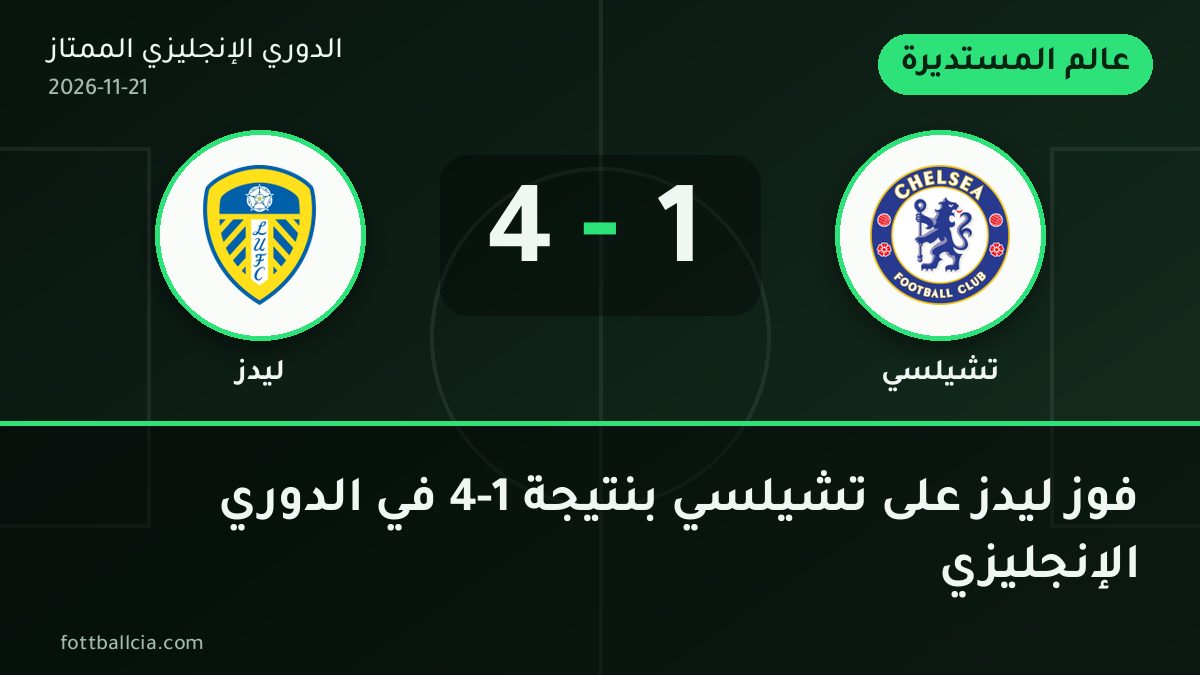 عالم المستديرة
الدوري الإنجليزي الممتاز
2026-11-21
LUFC
4 - 1
CHELSEA
FOOTBALL CLUB
ليدز
تشيلسي
فوز ليدز على تشيلسي بنتيجة 1-4 في الدوري
الإنجليزي
fottballcia.com